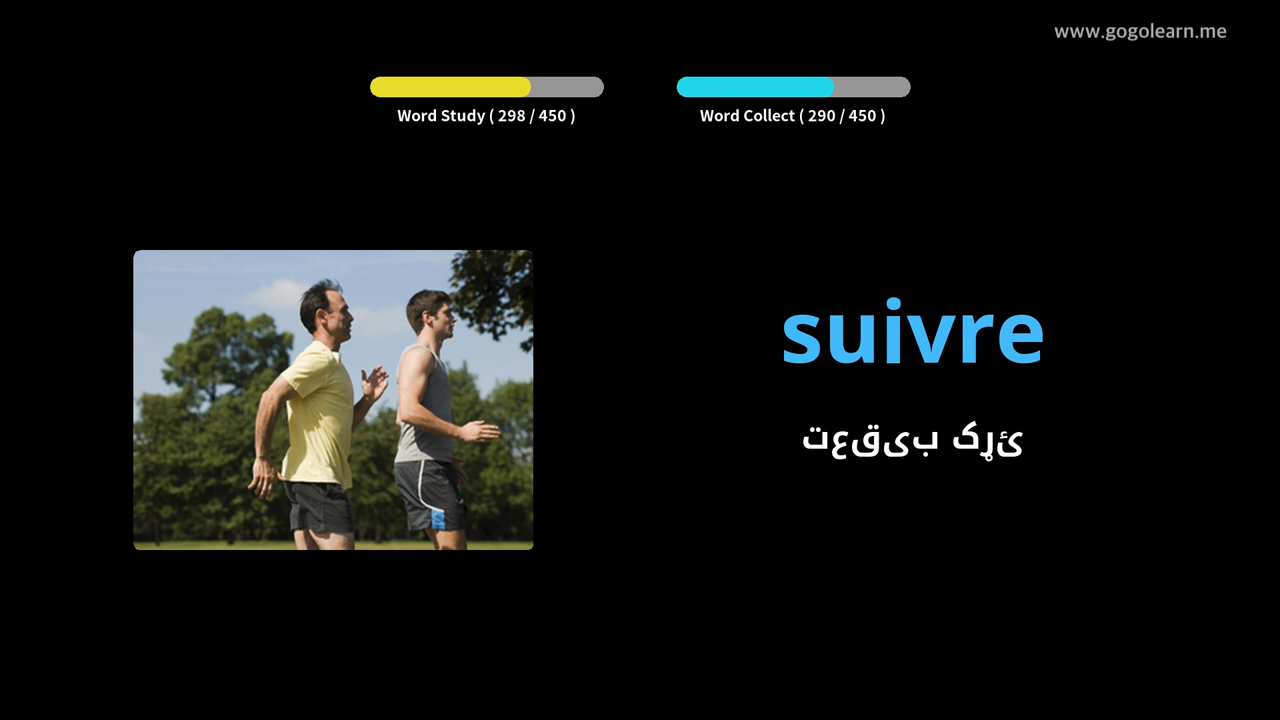 www.gogolearn.me
Word Study ( 298 / 450 )
Word Collect ( 290 / 450 )
suivre
تعقیب کړئ